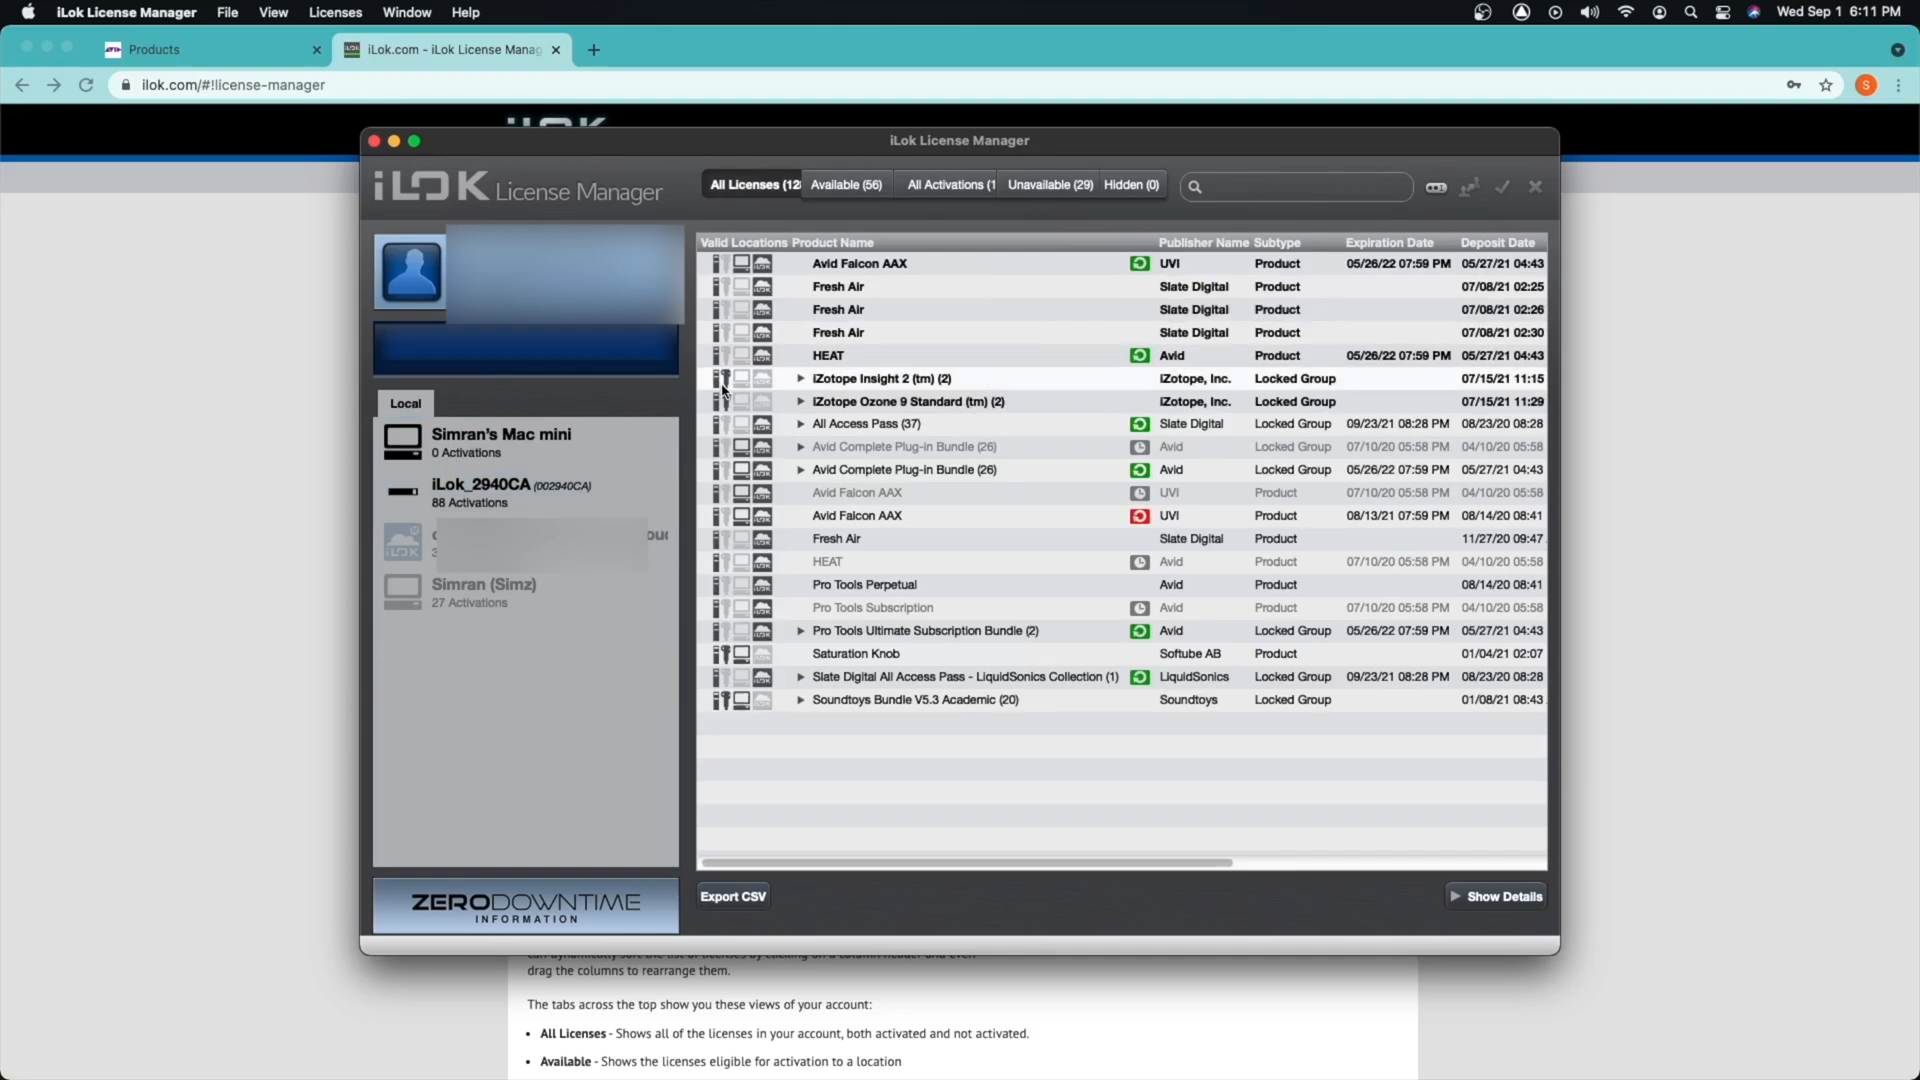 iLok License Manager File View Licenses Window Help Wed Sep 1 6:11 PM
Products iLok.com - iLok License Manag
ilok.com/#!license-manager S
iLok License Manager
iLOK License Manager All Licenses (12 Available (56) All Activations (1 Unavailable (29) Hidden (0)
Valid Locations Product Name Publisher Name Subtype Expiration Date Deposit Date
Avid Falcon AAX UVI Product 05/26/22 07:59 PM 05/27/21 04:43
Fresh Air Slate Digital Product 07/08/21 02:25
Fresh Air Slate Digital Product 07/08/21 02:26
Fresh Air Slate Digital Product 07/08/21 02:30
HEAT Avid Product 05/26/22 07:59 PM 05/27/21 04:43
iZotope Insight 2 (tm) (2) iZotope, Inc. Locked Group 07/15/21 11:15
iZotope Ozone 9 Standard (tm) (2) iZotope, Inc. Locked Group 07/15/21 11:29
All Access Pass (37) Slate Digital Locked Group 09/23/21 08:28 PM 08/23/20 08:28
Avid Complete Plug-in Bundle (26) Avid Locked Group 07/10/20 05:58 PM 04/10/20 05:58
Avid Complete Plug-in Bundle (26) Avid Locked Group 05/26/22 07:59 PM 05/27/21 04:43
Avid Falcon AAX UVI Product 07/10/20 05:58 PM 04/10/20 05:58
Avid Falcon AAX UVI Product 08/13/21 07:59 PM 08/14/20 08:41
Fresh Air Slate Digital Product 11/27/20 09:47
HEAT Avid Product 07/10/20 05:58 PM 04/10/20 05:58
Pro Tools Perpetual Avid Product 08/14/20 08:41
Pro Tools Subscription Avid Product 07/10/20 05:58 PM 04/10/20 05:58
Pro Tools Ultimate Subscription Bundle (2) Avid Locked Group 05/26/22 07:59 PM 05/27/21 04:43
Saturation Knob Softube AB Product 01/04/21 02:07
Slate Digital All Access Pass - LiquidSonics Collection (1) LiquidSonics Locked Group 09/23/21 08:28 PM 08/23/20 08:28
Soundtoys Bundle V5.3 Academic (20) Soundtoys Locked Group 01/08/21 08:43
Local
Simran's Mac mini
0 Activations
iLok_2940CA (002940CA)
88 Activations
Simran (Simz)
27 Activations
ZERODOWNTIME
INFORMATION
Export CSV Show Details
drag the columns to rearrange them.
The tabs across the top show you these views of your account:
• All Licenses - Shows all of the licenses in your account, both activated and not activated.
• Available - Shows the licenses eligible for activation to a location